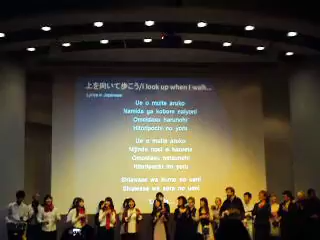 上を向いて歩こう/I look up when I walk...
Lyrics in Japanese
Ue o muite aruko
Namida ga kobore naiyoni
Omoidasu harunohi
Hitoribocchi no yoru
Ue o muite aruko
Nijinda hosi o kazoete
Omoidasu natsunohi
Hitoribocchi no yoru
Shiawase wa kumo no ueni
Shiawase wa sora no ueni